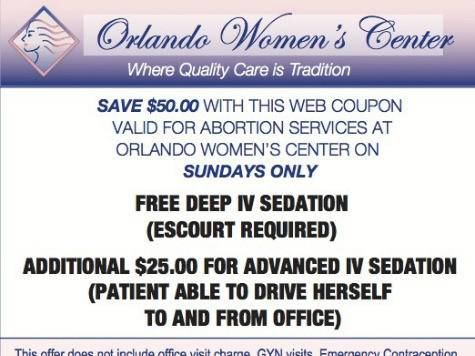 Orlando Women's Center
Where Quality Care is Tradition
SAVE $50.00 WITH THIS WEB COUPON
VALID FOR ABORTION SERVICES AT
ORLANDO WOMEN'S CENTER ON
SUNDAYS ONLY
FREE DEEP IV SEDATION
(ESCOURT REQUIRED)
ADDITIONAL $25.00 FOR ADVANCED IV SEDATION
(PATIENT ABLE TO DRIVE HERSELF
TO AND FROM OFFICE)
This offer does not include office visit charge, GYN visits, Emergency Contraception